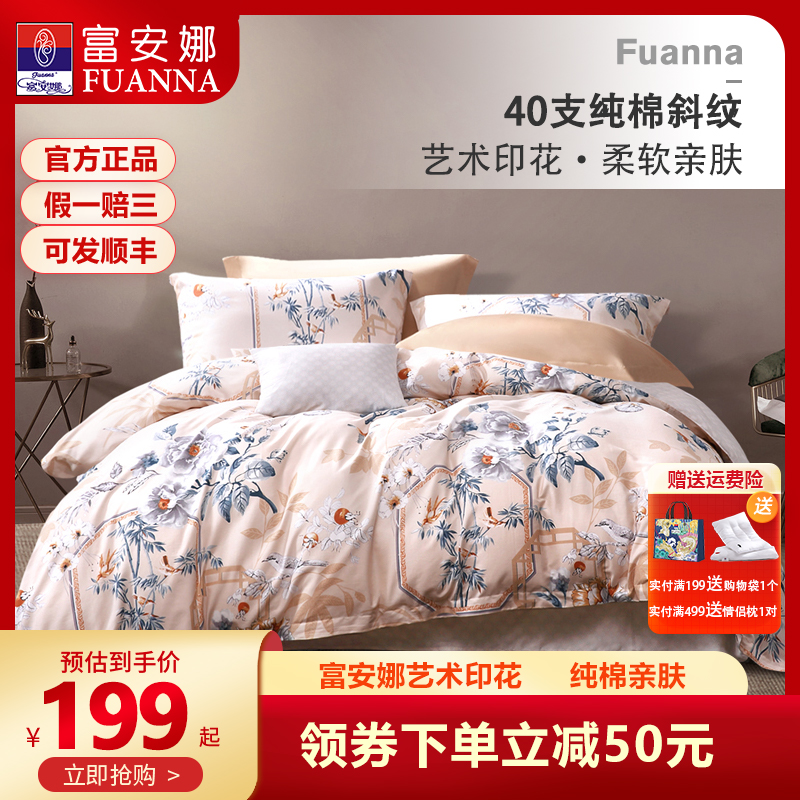 富安娜
FUANNA
Fuanna
富安娜
Fuanna
40支纯棉斜纹
艺术印花·柔软亲肤
官方正品
假一赔三
可发顺丰
赠送运费险
送
实付满199送购物袋1个
实付满499送情侣枕1对
预估到手价
¥199起
立即抢购 >
富安娜艺术印花 纯棉亲肤
领券下单立减50元